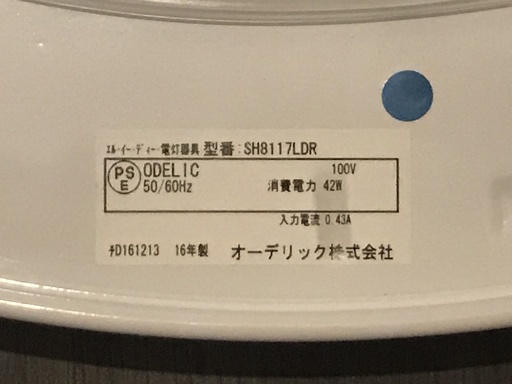 エル・イー・ディー・電灯器具 型番:SH8117LDR
PS E ODELIC 100V
50/60Hz 消費電力 42W
入力電流 0.43A
チD161213 16年製 オーデリック株式会社